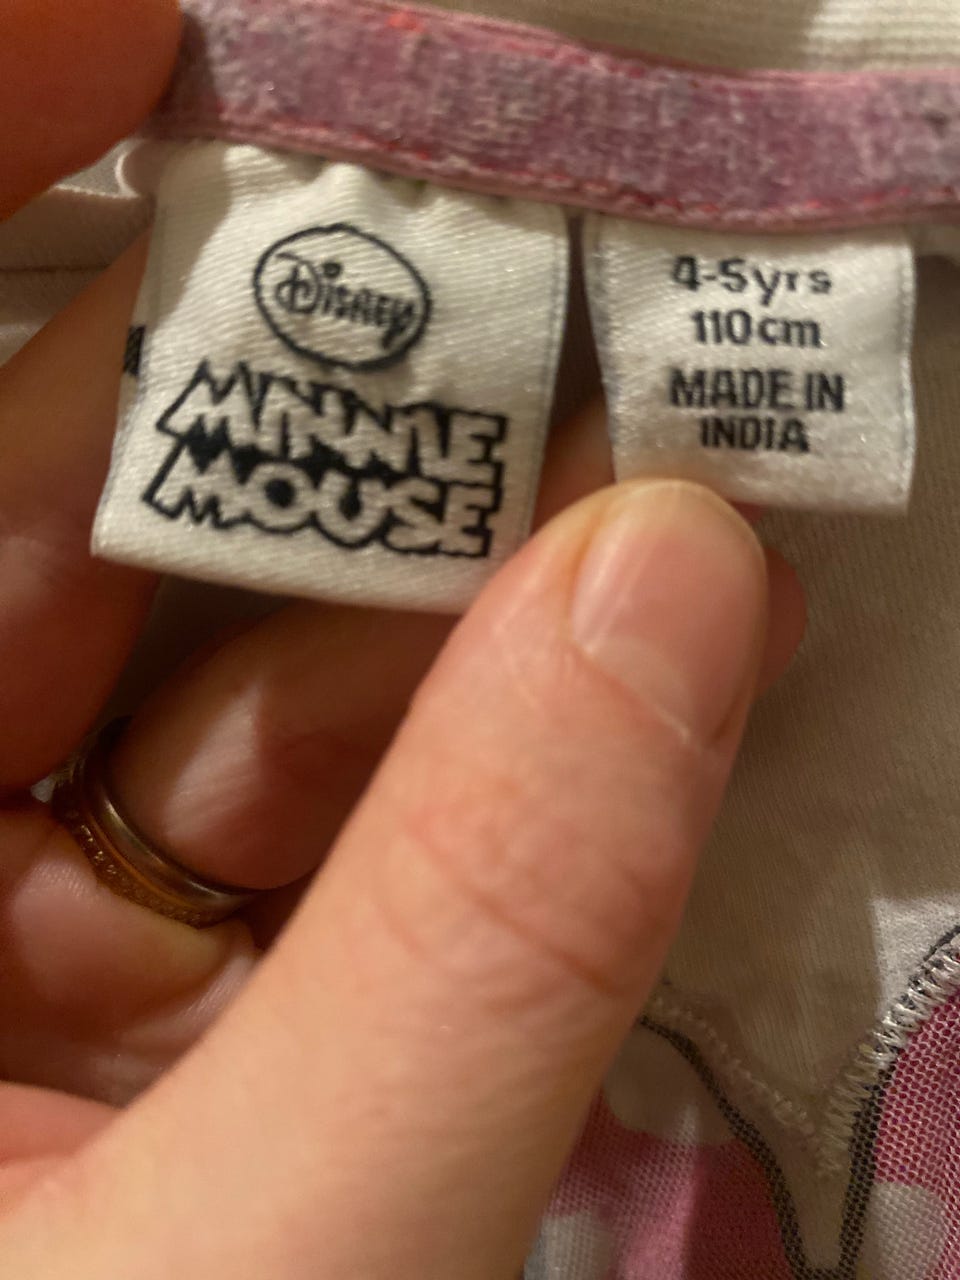 Disney
MINNIE
MOUSE
4-5yrs
110cm
MADE IN
INDIA